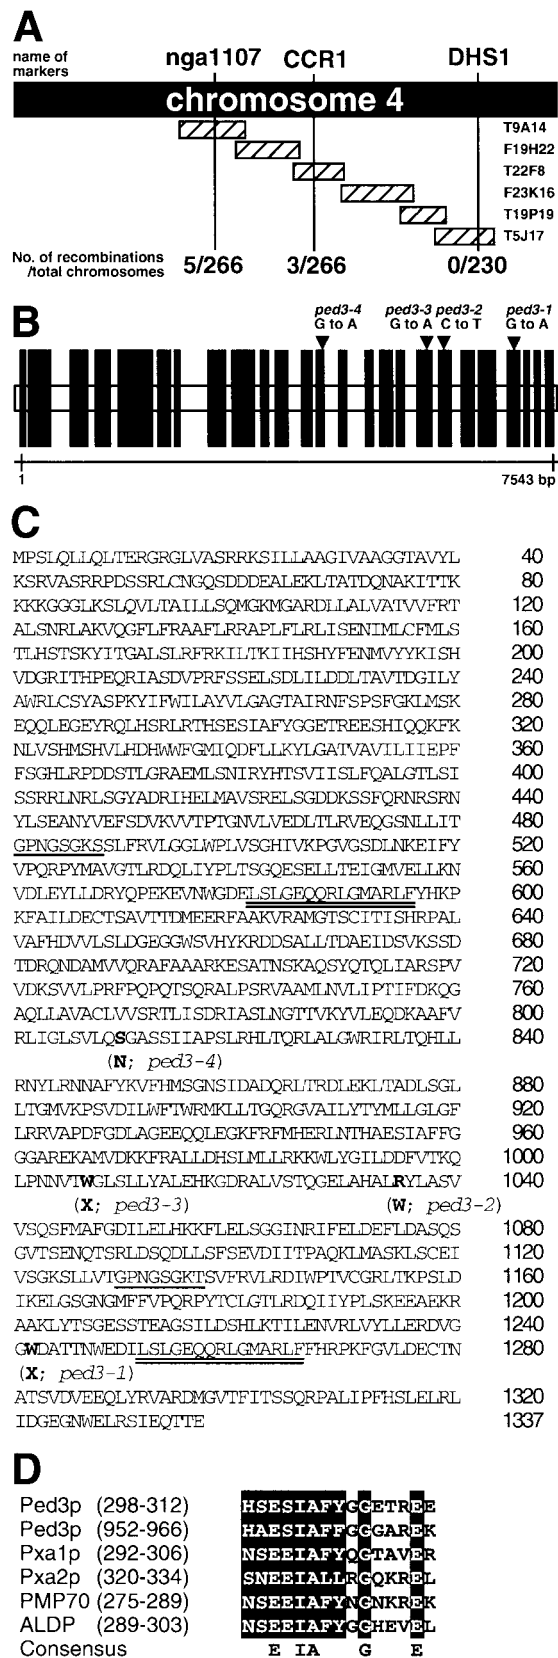 A
name of
markers
nga1107 CCR1 DHS1
chromosome 4
T9A14
F19H22
T22F8
F23K16
T19P19
T5J17
No. of recombinations
/total chromosomes
5/266 3/266 0/230
B
ped3-4 ped3-3 ped3-2 ped3-1
G to A G to A C to T G to A
1 7543 bp
C
MPSLQLLQLTERGRGLVASRRKSILLAAGIVAAGGTAVYL 40
KSRVASRRPDSSRLCNGQSDDDEALEKLTATDQNAKITTK 80
KKKGGGLKSLQVLTAILLSQMGKMGARDLLALVATVVFRT 120
ALSNRLAKVQGFLFRAAFLRRAPLFLRLISENIMLCFMLS 160
TLHSTSKYITGALSLRFRKILTKIIHSHYFENMVYYKISH 200
VDGRITHPEQRIASDVPRFSSELSDLILDDLTAVTDGILY 240
AWRLCSYASPKYIFWILAYVLGAGTAIRNFSPSFGKLMSK 280
EQQLEGEYRQLHSRLRTHSESIAFYGGETREESHIQQKFK 320
NLVSHMSHVLHDHWWFGMIQDFLLKYLGATVAVILIIEPF 360
FSGHLRPDDSTLGRAEMLSNIRYHTSVIISLFQALGTLSI 400
SSRRLNRLSGYADRIHELMAVSRELSGDDKSSFQRNRSRN 440
YLSEANYVEFSDVKVVTPTGNVLVEDLTLRVEQGSNLLIT 480
GPNGSGKSSLFRVLGGLWPLVSGHIVKPGVGSDLNKEIFY 520
VPQRPYMAVGTLRDQLIYPLTSGQESELLTEIGMVELLKN 560
VDLEYLLDRYQPEKEVNWGDELSLGEQQRLGMARLFYHKP 600
KFAILDECTSAVTTDMEERFAAKVRAMGTSCITISHRPAL 640
VAFHDVVLSLDGEGGWSVHYKRDDSALLTDAEIDSVKSSD 680
TDRQNDAMVVQRAFAAARKESATNSKAQSYQTQLIARSPV 720
VDKSVVLPRFPQPQTSQRALPSRVAAMLNVLIPTIFDKQG 760
AQLLAVACLVVSRTLISDRIASLNGTTVKYVLEQDKAAFV 800
RLIGLSVLQSGASSIIAPSLRHLTQRLALGWRIRLTQHLL 840
(N; ped3-4)
RNYLRNNAFYKVFHMSGNSIDADQRLTRDLEKLTADLSGL 880
LTGMVKPSVDILWFTWRMKLLTGQRGVAILYTYMLLGLGF 920
LRRVAPDFGDLAGEEQQLEGKFRFMHERLNTHAESIAFFG 960
GGAREKAMVDKKFRALLDHSLMLLRKKWLYGILDDFVTKQ 1000
LPNNVTWGLSLLYALEHKGDRALVSTQGELAHALRYLASV 1040
(X; ped3-3) (W; ped3-2)
VSQSFMAFGDILELHKKFLELSGGINRIFELDEFLDASQS 1080
GVTSENQTSRLDSQDLLSFSEVDIITPAQKLMASKLSCEI 1120
VSGKSLLVTGPNGSGKTSVFRVLRDIWPTVCGRLTKPSLD 1160
IKELGSGNGMFFVPQRPYTCLGTLRDQIIYPLSKEEAEKR 1200
AAKLYTSGESSTEAGSILDSHLKTILENVRLVYLLERDVG 1240
GWDATTNWEDILSLGEQQRLGMARLFFHRPKFGVLDECTN 1280
(X; ped3-1)
ATSVDVEEQLYRVARDMGVTFITSSQRPALIPFHSLELRL 1320
IDGEGNWELRSIEQTTE 1337
D
Ped3p (298-312) HSESIAFYGGETREE
Ped3p (952-966) HAESIAFFGGGAREK
Pxa1p (292-306) NSEEIAFYQGTAVER
Pxa2p (320-334) SNEEIALLRGQKREL
PMP70 (275-289) NSEEIAFYNGNKREK
ALDP (289-303) NSEEIAFYGGHEVEL
Consensus E IA G E